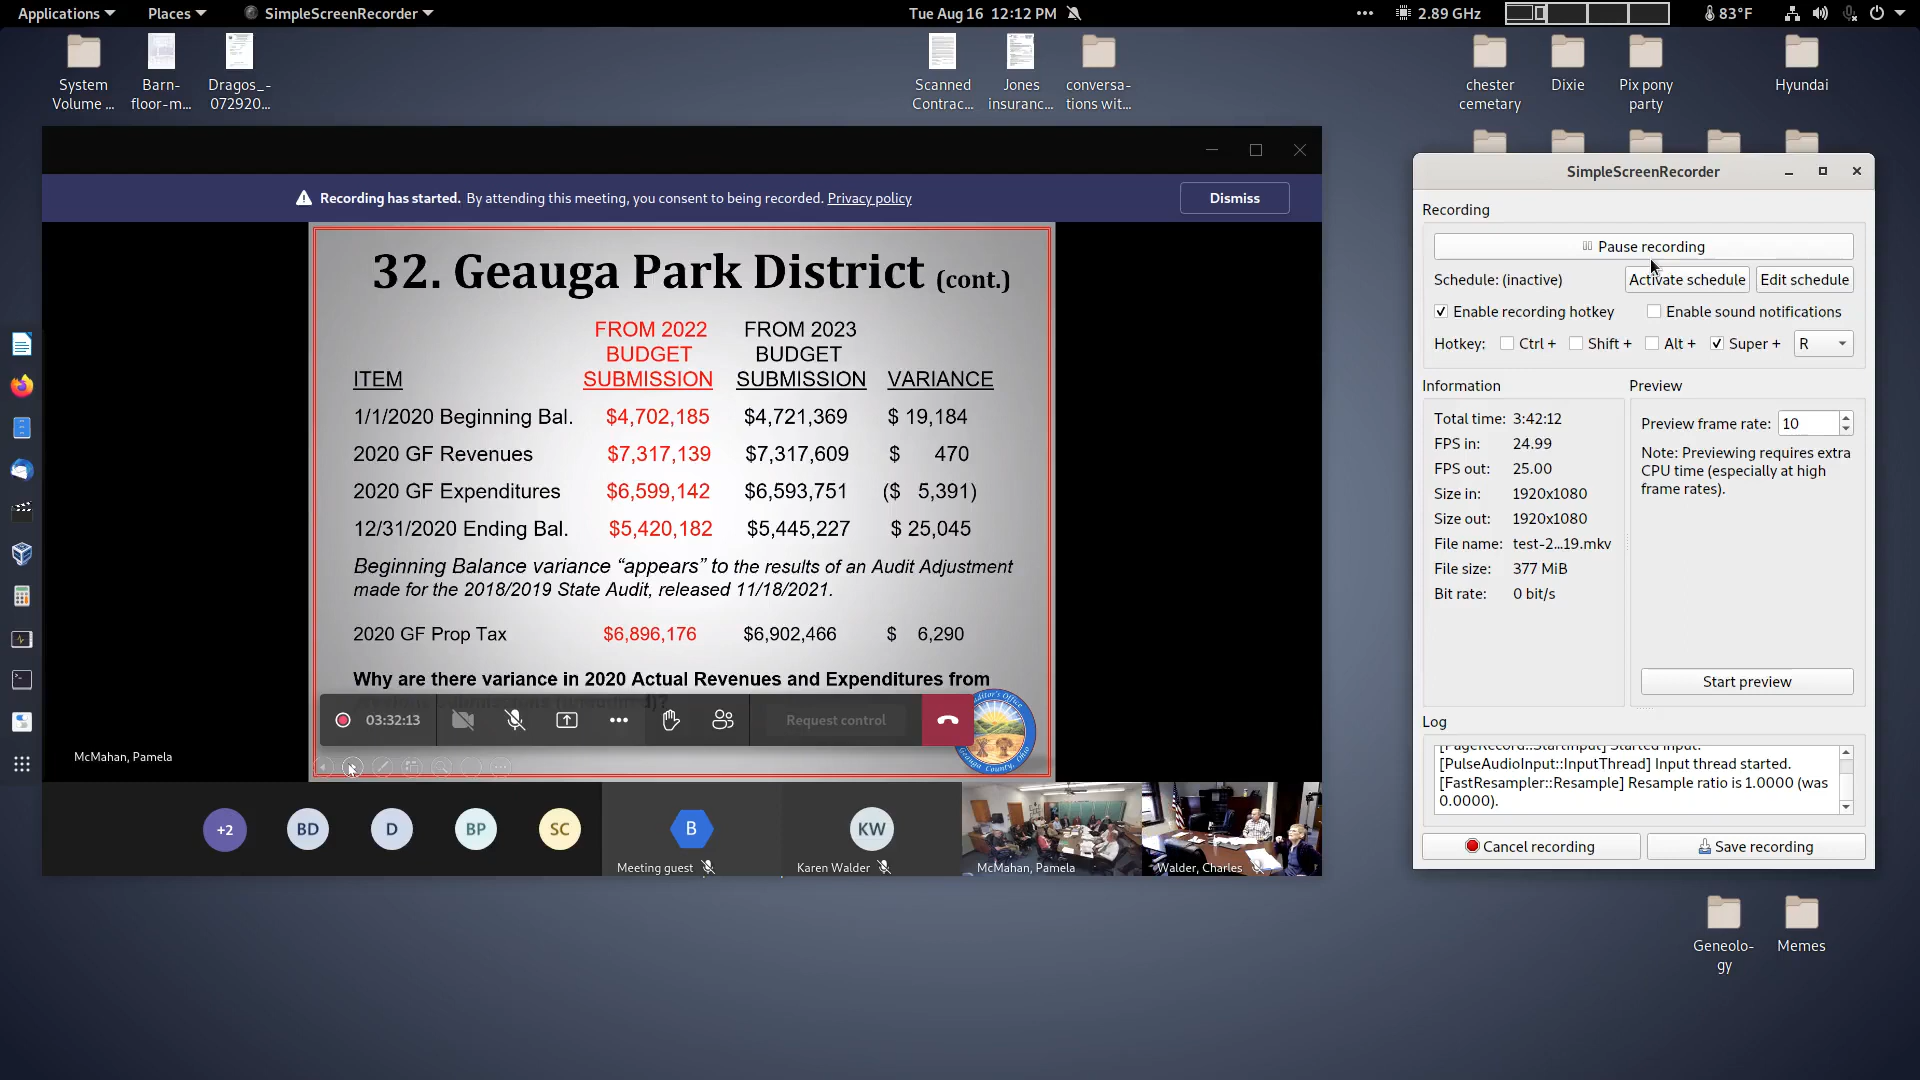 Applications Places SimpleScreenRecorder Tue Aug 16 12:12 PM ••• 2.89 GHz 83°F
System
Volume ...
Barn-
floor-m...
Dragos_-
072920...
Scanned
Contrac...
Jones
insuranc...
conversa-
tions wit...
chester
cemetary
Dixie
Pix pony
party
Hyundai
Recording has started. By attending this meeting, you consent to being recorded. Privacy policy
Dismiss
32. Geauga Park District (cont.)
FROM 2022 FROM 2023
BUDGET BUDGET
ITEM SUBMISSION SUBMISSION VARIANCE
1/1/2020 Beginning Bal. $4,702,185 $4,721,369 $ 19,184
2020 GF Revenues $7,317,139 $7,317,609 $ 470
2020 GF Expenditures $6,599,142 $6,593,751 ($ 5,391)
12/31/2020 Ending Bal. $5,420,182 $5,445,227 $ 25,045
Beginning Balance variance “appears” to the results of an Audit Adjustment
made for the 2018/2019 State Audit, released 11/18/2021.
2020 GF Prop Tax $6,896,176 $6,902,466 $ 6,290
Why are there variance in 2020 Actual Revenues and Expenditures from
03:32:13
Request control
McMahan, Pamela
+2 BD D BP SC B KW
Meeting guest Karen Walder McMahan, Pamela Walder, Charles
SimpleScreenRecorder
Recording
Pause recording
Schedule: (inactive) Activate schedule Edit schedule
Enable recording hotkey Enable sound notifications
Hotkey: Ctrl + Shift + Alt + Super + R
Information
Total time: 3:42:12
FPS in: 24.99
FPS out: 25.00
Size in: 1920x1080
Size out: 1920x1080
File name: test-2...19.mkv
File size: 377 MiB
Bit rate: 0 bit/s
Preview
Preview frame rate: 10
Note: Previewing requires extra
CPU time (especially at high
frame rates).
Start preview
Log
[PageRecord::StartInput] Started input.
[PulseAudioInput::InputThread] Input thread started.
[FastResampler::Resample] Resample ratio is 1.0000 (was
0.0000).
Cancel recording Save recording
Geneolo-
gy
Memes